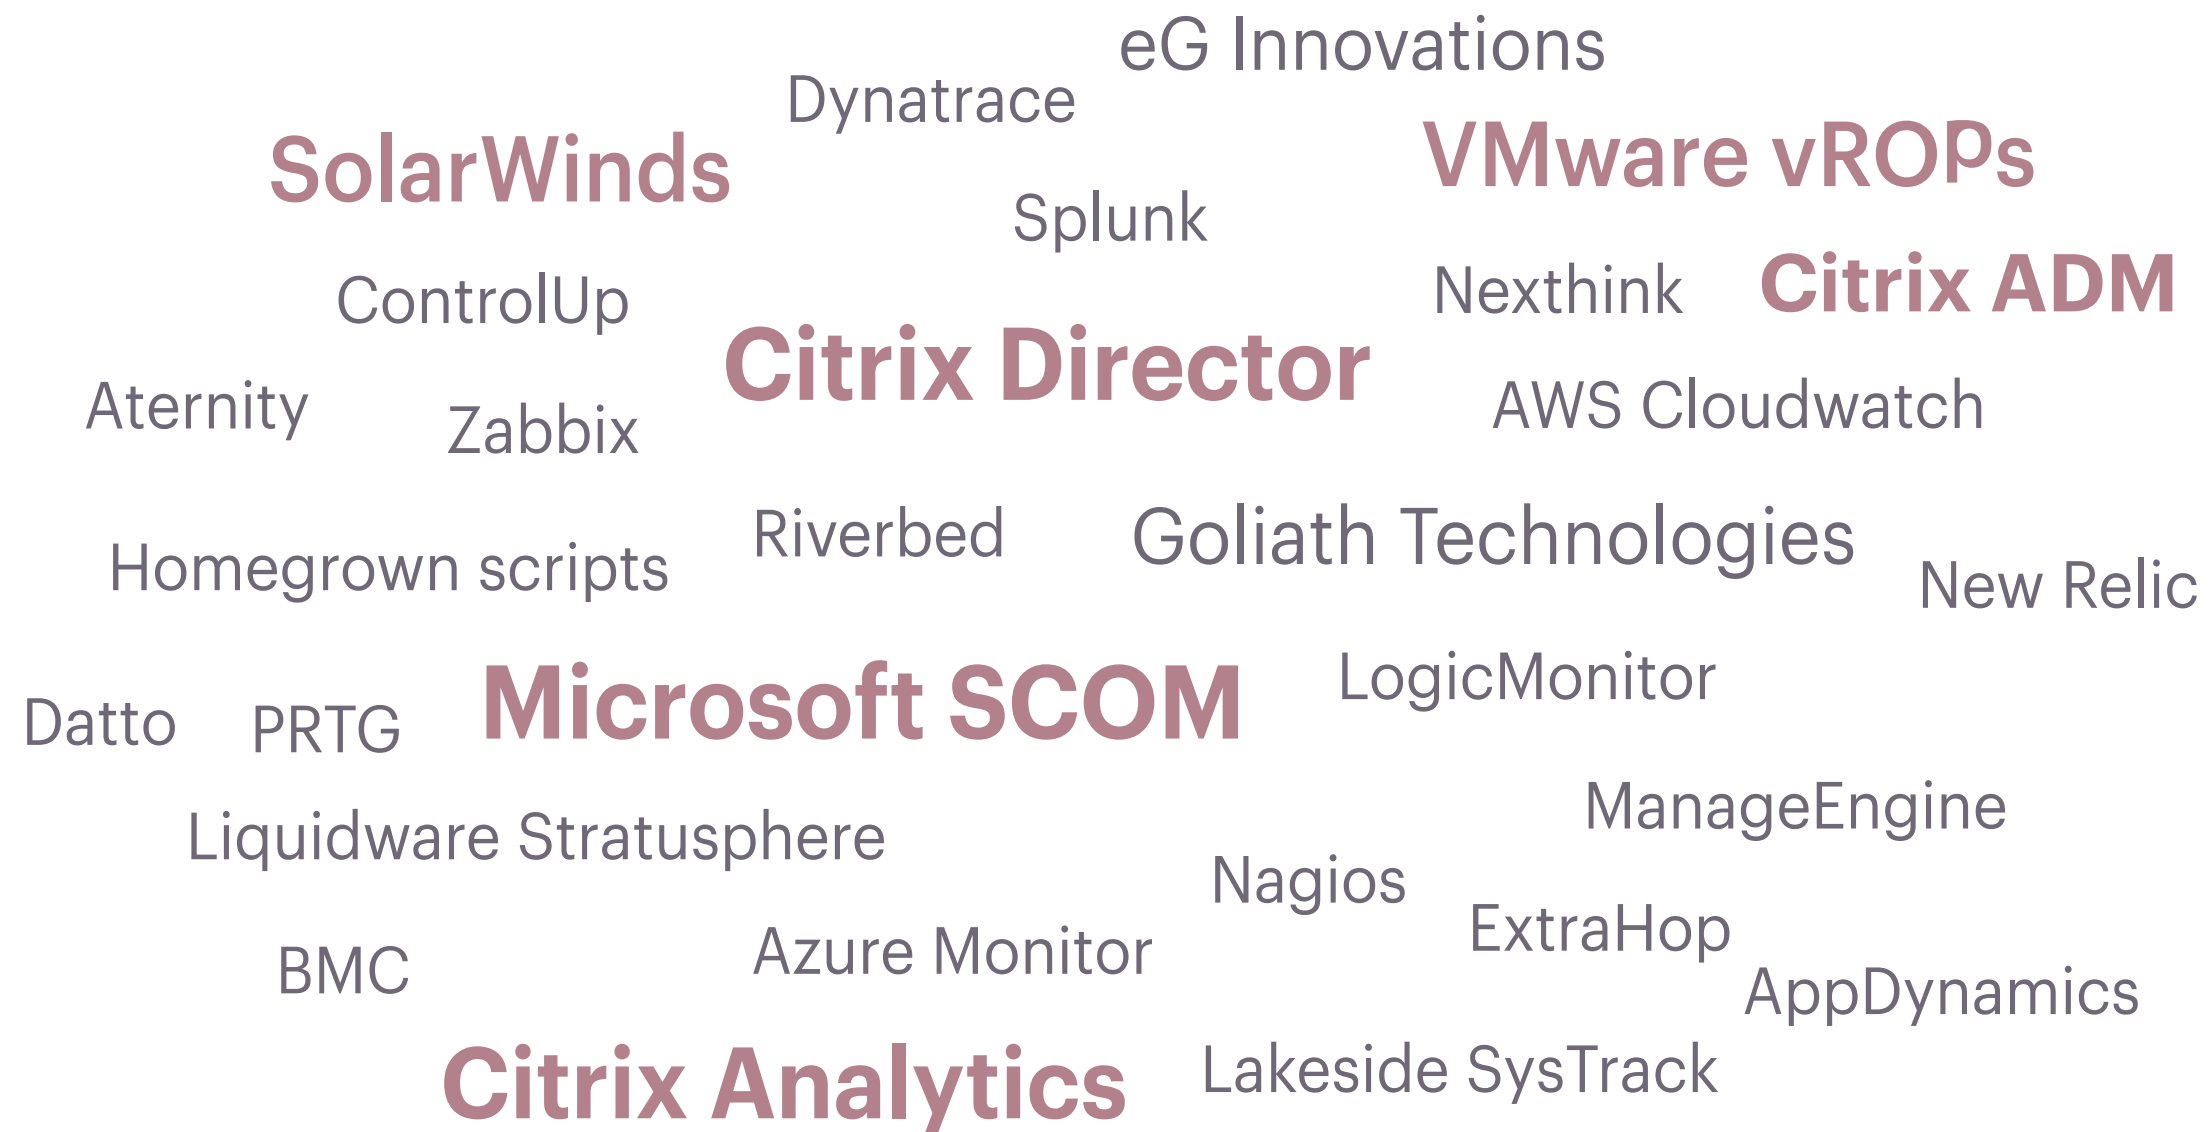 eG Innovations
Dynatrace
SolarWinds
VMware vROPs
Splunk
ControlUp
Nexthink
Citrix ADM
Citrix Director
Aternity
Zabbix
AWS Cloudwatch
Riverbed
Goliath Technologies
Homegrown scripts
New Relic
Microsoft SCOM
LogicMonitor
Datto
PRTG
ManageEngine
Liquidware Stratusphere
Nagios
ExtraHop
Azure Monitor
BMC
AppDynamics
Citrix Analytics
Lakeside SysTrack